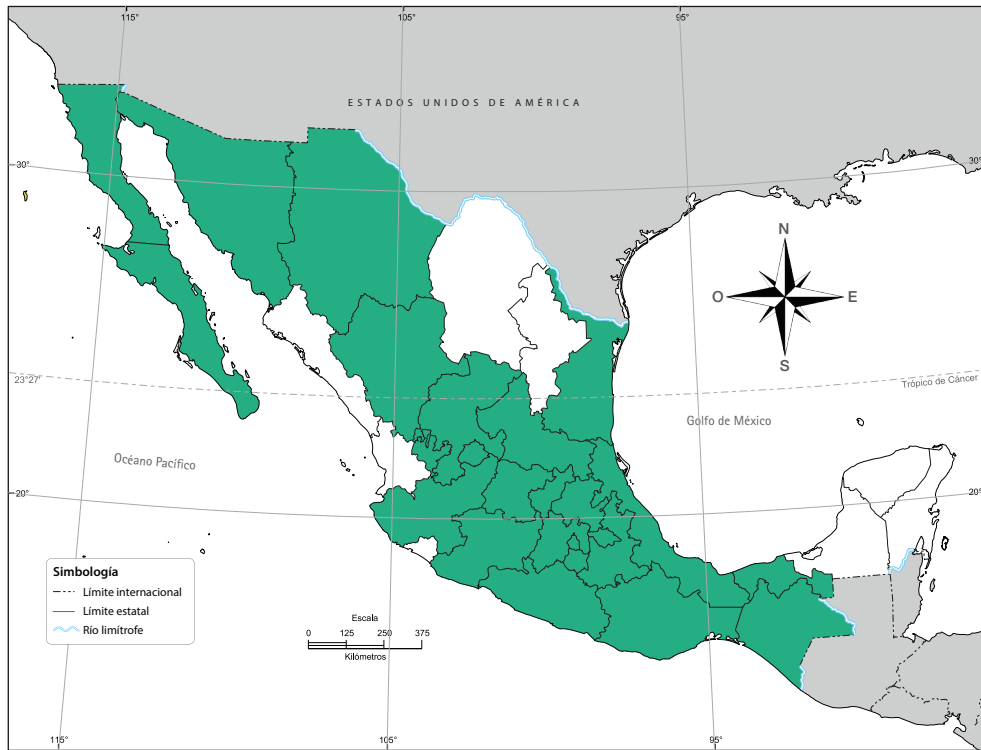 115°
105°
95°
ESTADOS UNIDOS DE AMÉRICA
30°
30°
N
O
E
S
23°27'
Trópico de Cáncer
Golfo de México
Océano Pacífico
20°
20°
Simbología
Límite internacional
Límite estatal
Río limítrofe
Escala
0 125 250 375
Kilómetros
115°
105°
95°